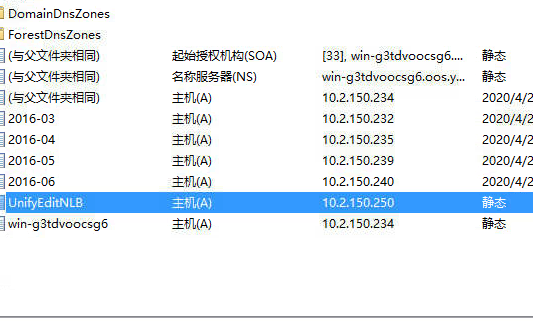 DomainDnsZones
ForestDnsZones
(与父文件夹相同) 起始授权机构(SOA) [33], win-g3tdvoocsg6.... 静态
(与父文件夹相同) 名称服务器(NS) win-g3tdvoocsg6.oos.y... 静态
(与父文件夹相同) 主机(A) 10.2.150.234 2020/4/2
2016-03 主机(A) 10.2.150.232 2020/4/2
2016-04 主机(A) 10.2.150.235 2020/4/2
2016-05 主机(A) 10.2.150.239 2020/4/2
2016-06 主机(A) 10.2.150.240 2020/4/2
UnifyEditNLB 主机(A) 10.2.150.250 静态
win-g3tdvoocsg6 主机(A) 10.2.150.234 静态